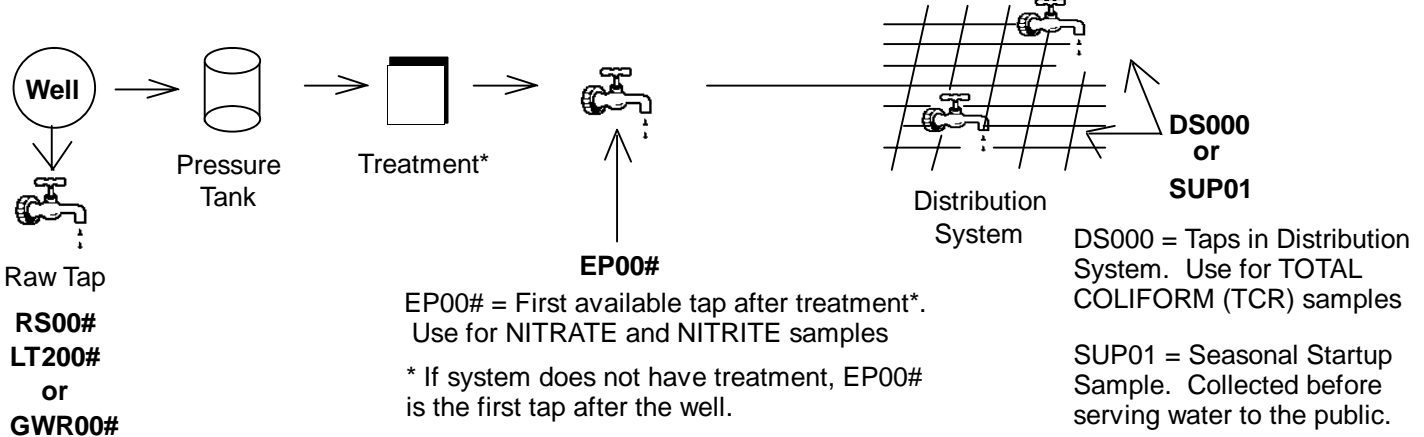 Well
Pressure
Tank
Treatment*
Raw Tap
RS00#
LT200#
or
GWR00#
EP00#
EP00# = First available tap after treatment*.
Use for NITRATE and NITRITE samples
* If system does not have treatment, EP00#
is the first tap after the well.
Distribution
System
DS000
or
SUP01
DS000 = Taps in Distribution
System. Use for TOTAL
COLIFORM (TCR) samples
SUP01 = Seasonal Startup
Sample. Collected before
serving water to the public.